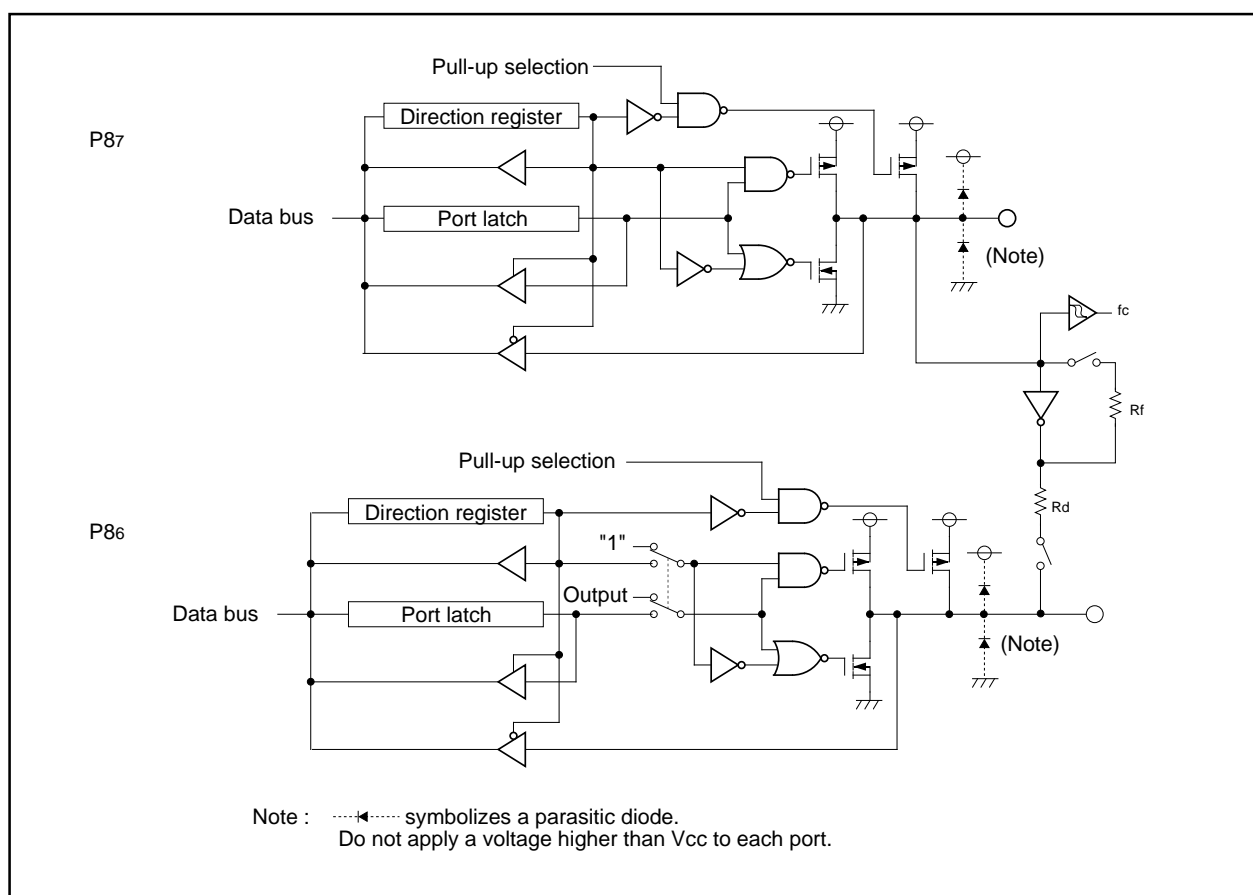 Pull-up selection
Direction register
P87
Data bus
Port latch
(Note)
fc
Rf
Pull-up selection
Direction register
Rd
P86
"1"
Output
Data bus
Port latch
(Note)
Note : symbolizes a parasitic diode.
Do not apply a voltage higher than Vcc to each port.